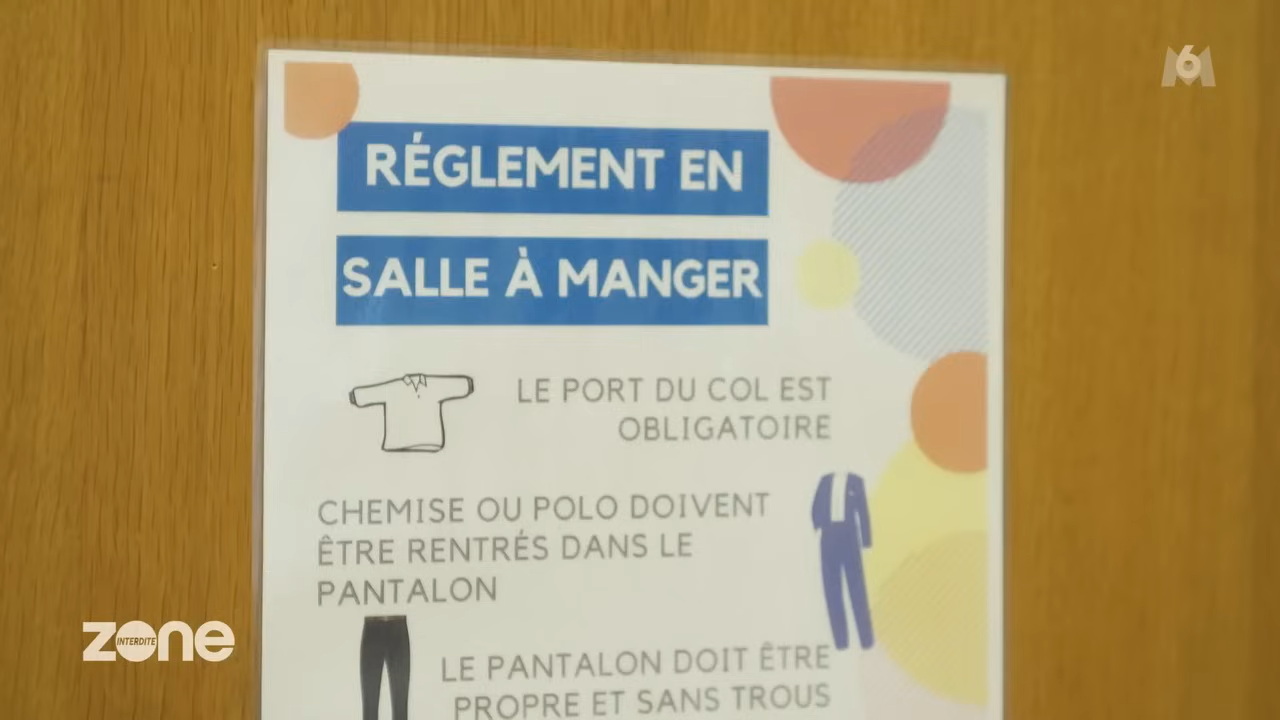 M6
RÉGLEMENT EN
SALLE À MANGER
LE PORT DU COL EST
OBLIGATOIRE
CHEMISE OU POLO DOIVENT
ÊTRE RENTRÉS DANS LE
PANTALON
LE PANTALON DOIT ÊTRE
PROPRE ET SANS TROUS
zone
INTERDITE